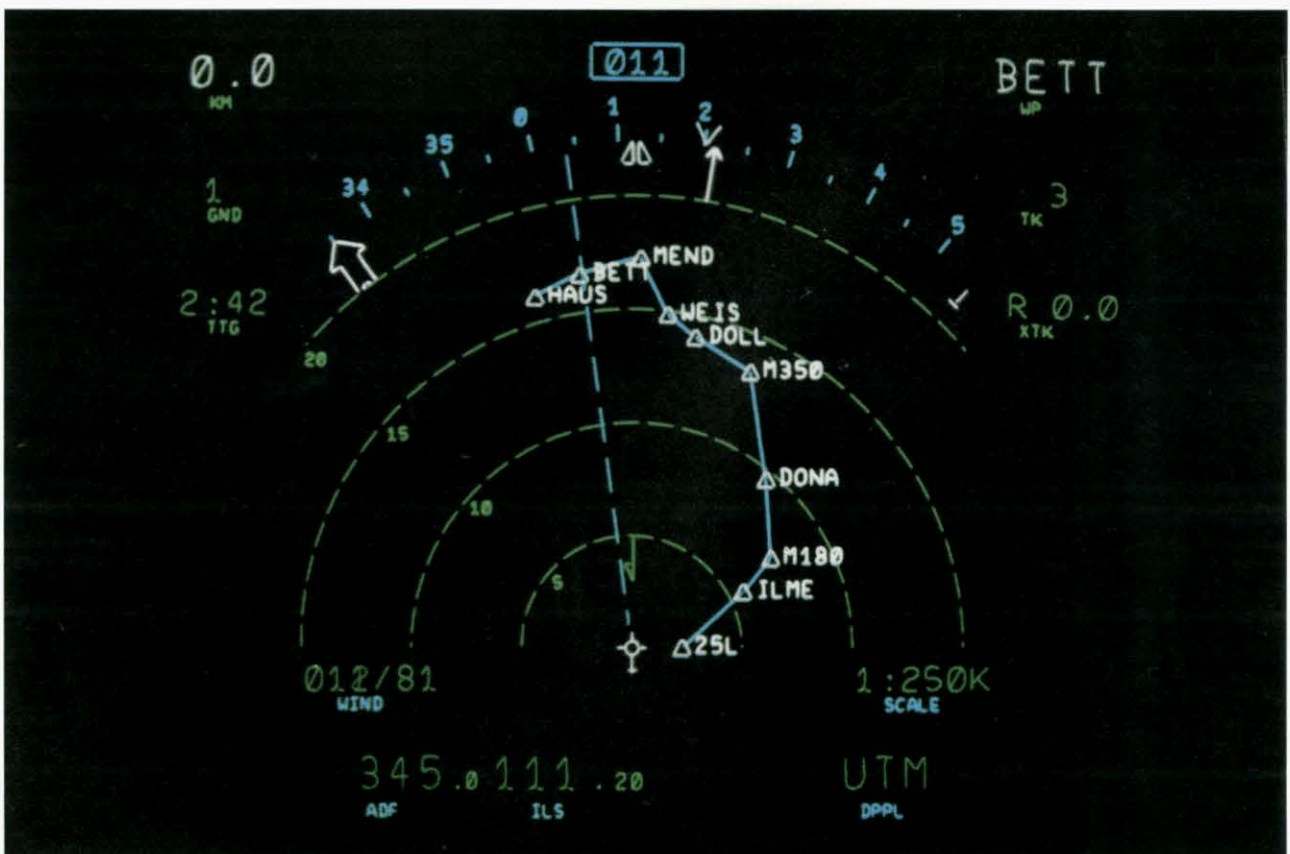 0.0 011 BETT
KM WP
0 1 2 3
35 4
34 5
1 3
GND TK
2:42 R 0.0
TTG XTK
20
MEND
BETT
HAUS
WEIS
DOLL
M350
15
10
DONA
M180
5
ILME
25L
/81 1:250K
WIND SCALE
345.0 111.20 UTM
ADF ILS DPPL